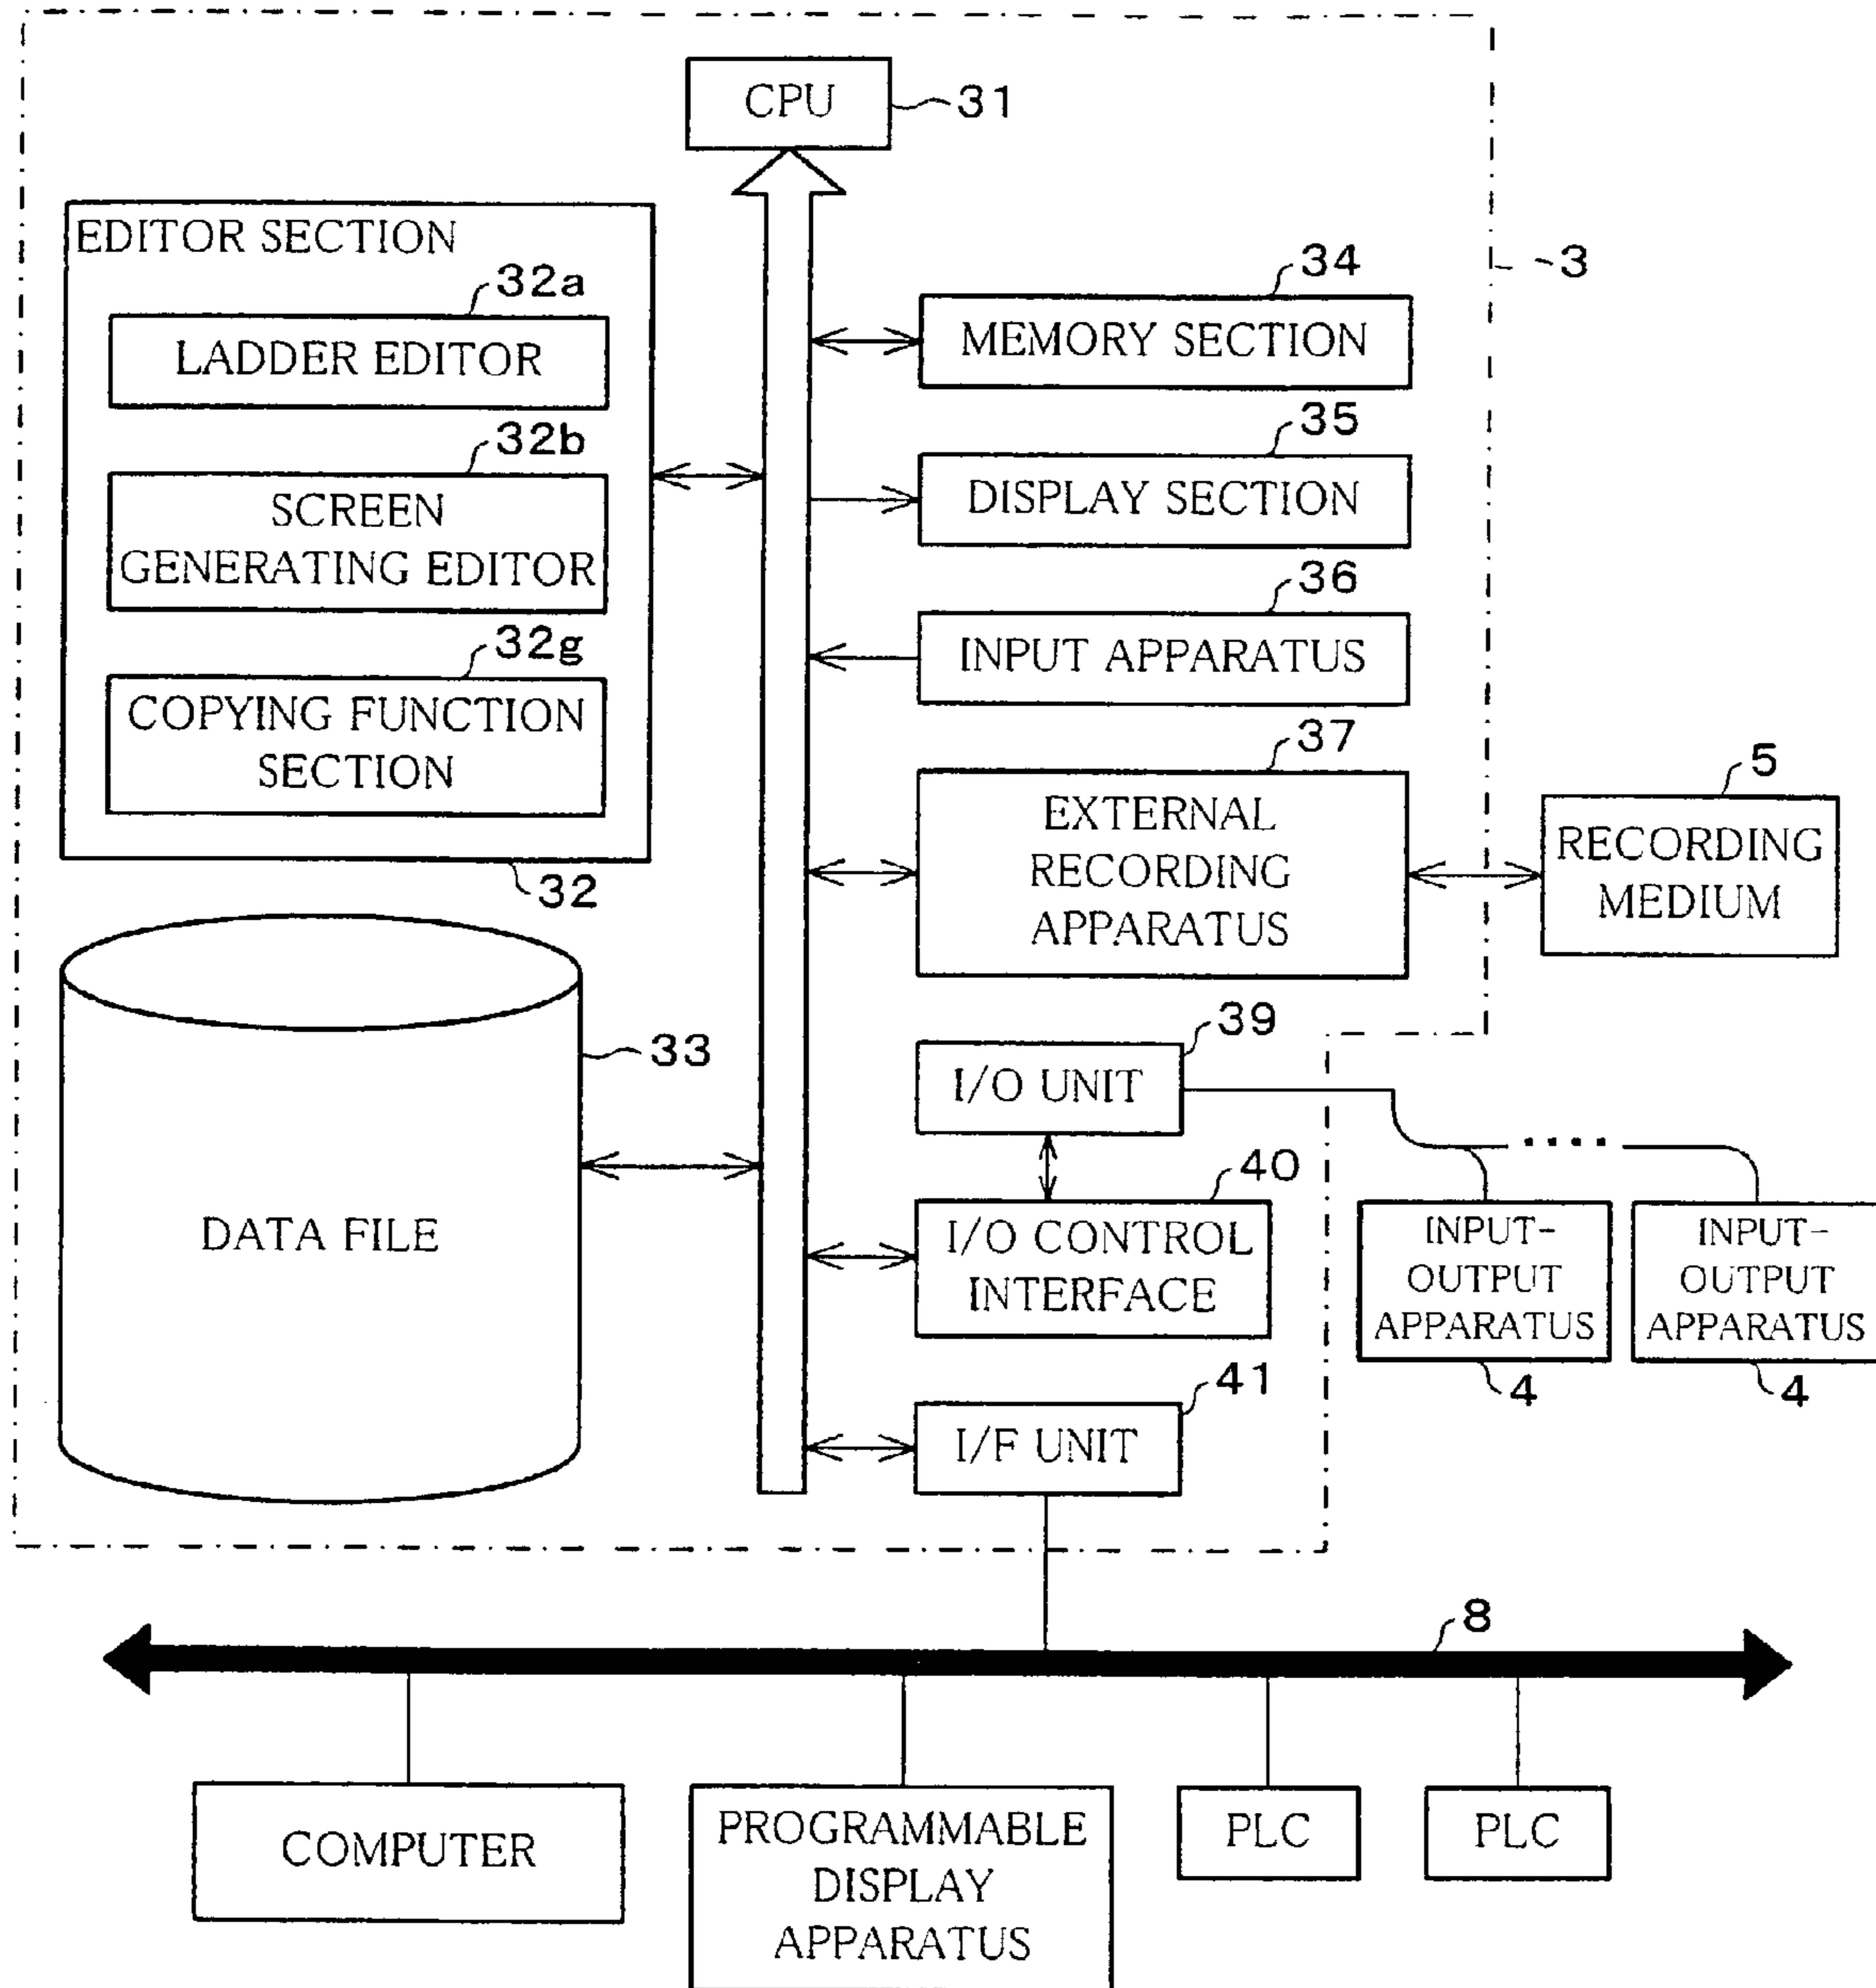 CPU
31
EDITOR SECTION
32a
LADDER EDITOR
32b
SCREEN
GENERATING EDITOR
32g
COPYING FUNCTION
SECTION
32
34
MEMORY SECTION
3
35
DISPLAY SECTION
36
INPUT APPARATUS
37
EXTERNAL
RECORDING
APPARATUS
5
RECORDING
MEDIUM
33
DATA FILE
39
I/O UNIT
40
I/O CONTROL
INTERFACE
INPUT-
OUTPUT
APPARATUS
4
INPUT-
OUTPUT
APPARATUS
4
41
I/F UNIT
8
COMPUTER
PROGRAMMABLE
DISPLAY
APPARATUS
PLC
PLC